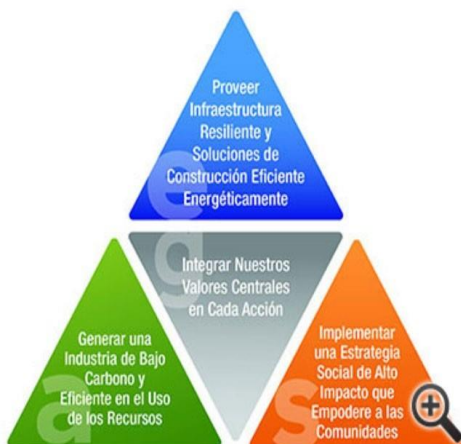 Proveer
Infraestructura
Resiliente y
Soluciones de
Construcción Eficiente
Energéticamente
e
g
Integrar Nuestros
Valores Centrales
en Cada Acción
Generar una
Industria de Bajo
Carbono y
Eficiente en el Uso
de los Recursos
a
Implementar
una Estrategia
Social de Alto
Impacto que
Empodere a las
Comunidades
s